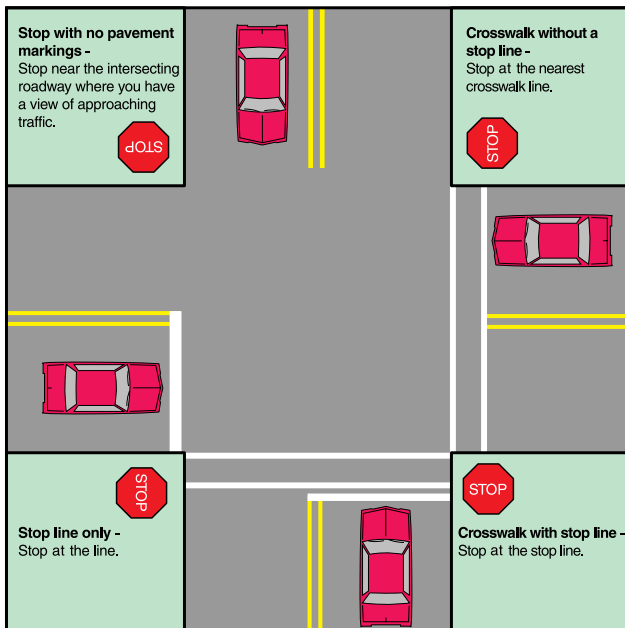 Stop with no pavement
markings -
Stop near the intersecting
roadway where you have
a view of approaching
traffic.
STOP
Crosswalk without a
stop line -
Stop at the nearest
crosswalk line.
STOP
STOP
Stop line only -
Stop at the line.
STOP
Crosswalk with stop line -
Stop at the stop line.